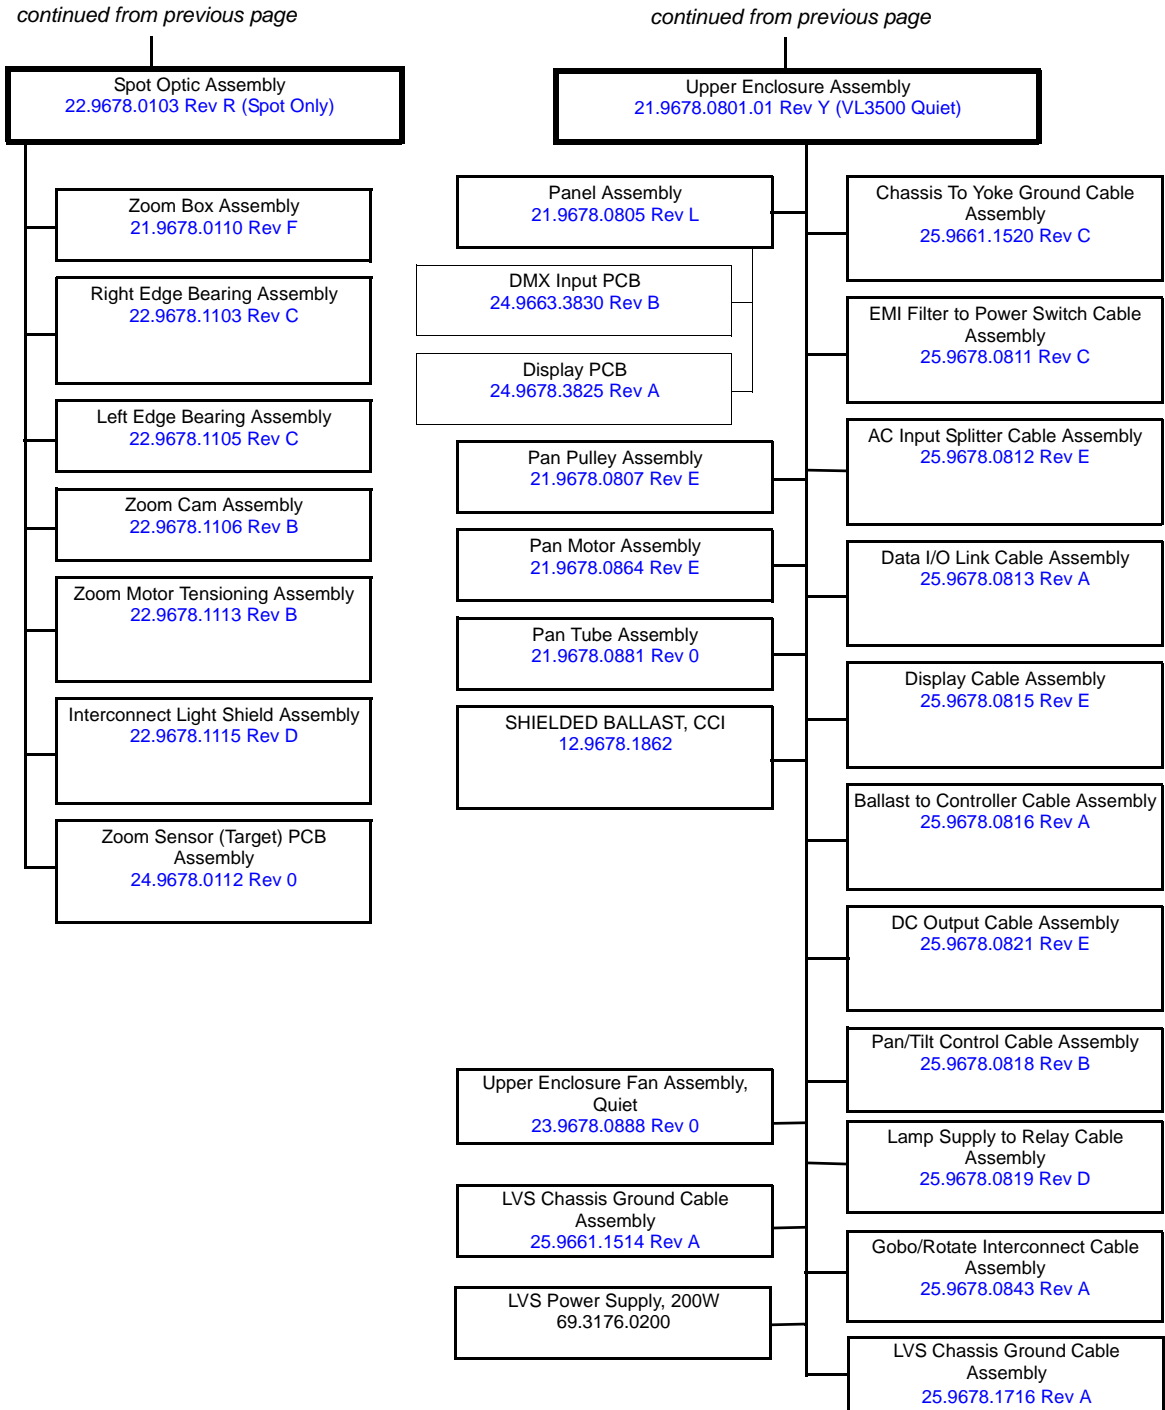 continued from previous page
Spot Optic Assembly
22.9678.0103 Rev R (Spot Only)
Zoom Box Assembly
21.9678.0110 Rev F
Right Edge Bearing Assembly
22.9678.1103 Rev C
Left Edge Bearing Assembly
22.9678.1105 Rev C
Zoom Cam Assembly
22.9678.1106 Rev B
Zoom Motor Tensioning Assembly
22.9678.1113 Rev B
Interconnect Light Shield Assembly
22.9678.1115 Rev D
Zoom Sensor (Target) PCB
Assembly
24.9678.0112 Rev 0
continued from previous page
Upper Enclosure Assembly
21.9678.0801.01 Rev Y (VL3500 Quiet)
Panel Assembly
21.9678.0805 Rev L
DMX Input PCB
24.9663.3830 Rev B
Display PCB
24.9678.3825 Rev A
Pan Pulley Assembly
21.9678.0807 Rev E
Pan Motor Assembly
21.9678.0864 Rev E
Pan Tube Assembly
21.9678.0881 Rev 0
SHIELDED BALLAST, CCI
12.9678.1862
Upper Enclosure Fan Assembly,
Quiet
23.9678.0888 Rev 0
LVS Chassis Ground Cable
Assembly
25.9661.1514 Rev A
LVS Power Supply, 200W
69.3176.0200
Chassis To Yoke Ground Cable
Assembly
25.9661.1520 Rev C
EMI Filter to Power Switch Cable
Assembly
25.9678.0811 Rev C
AC Input Splitter Cable Assembly
25.9678.0812 Rev E
Data I/O Link Cable Assembly
25.9678.0813 Rev A
Display Cable Assembly
25.9678.0815 Rev E
Ballast to Controller Cable Assembly
25.9678.0816 Rev A
DC Output Cable Assembly
25.9678.0821 Rev E
Pan/Tilt Control Cable Assembly
25.9678.0818 Rev B
Lamp Supply to Relay Cable
Assembly
25.9678.0819 Rev D
Gobo/Rotate Interconnect Cable
Assembly
25.9678.0843 Rev A
LVS Chassis Ground Cable
Assembly
25.9678.1716 Rev A